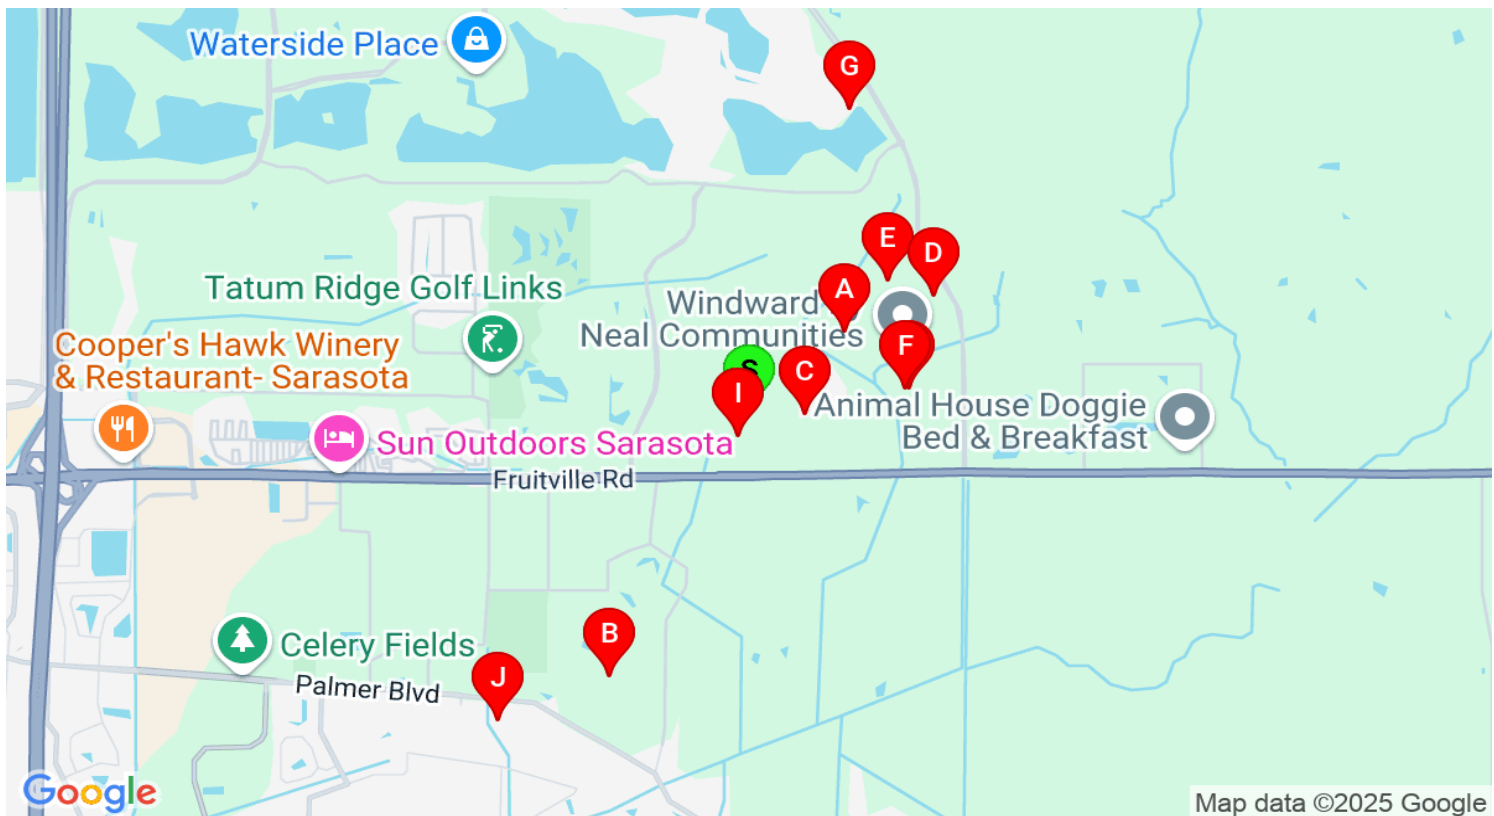 Waterside Place
G
E
D
Tatum Ridge Golf Links
A
Windward
Neal Communities
Cooper's Hawk Winery
& Restaurant- Sarasota
F
S
C
I
Animal House Doggie
Bed & Breakfast
Sun Outdoors Sarasota
Fruitville Rd
B
Celery Fields
J
Palmer Blvd
Google
Map data ©2025 Google